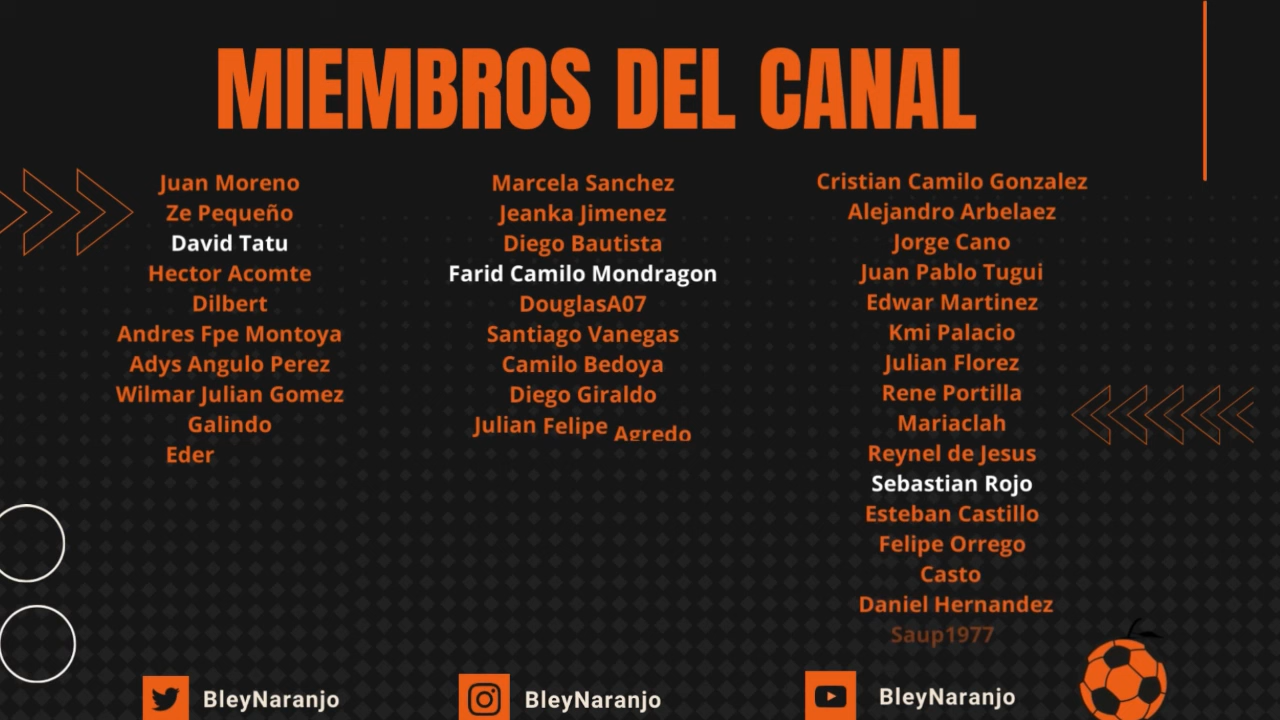 MIEMBROS DEL CANAL
Juan Moreno
Ze Pequeño
David Tatu
Hector Acomte
Dilbert
Andres Fpe Montoya
Adys Angulo Perez
Wilmar Julian Gomez
Galindo
Eder
Marcela Sanchez
Jeanka Jimenez
Diego Bautista
Farid Camilo Mondragon
DouglasA07
Santiago Vanegas
Camilo Bedoya
Diego Giraldo
Julian Felipe Agredo
Cristian Camilo Gonzalez
Alejandro Arbelaez
Jorge Cano
Juan Pablo Tugui
Edwar Martinez
Kmi Palacio
Julian Florez
Rene Portilla
Mariaclah
Reynel de Jesus
Sebastian Rojo
Esteban Castillo
Felipe Orrego
Casto
Daniel Hernandez
Saup1977
BleyNaranjo
BleyNaranjo
BleyNaranjo